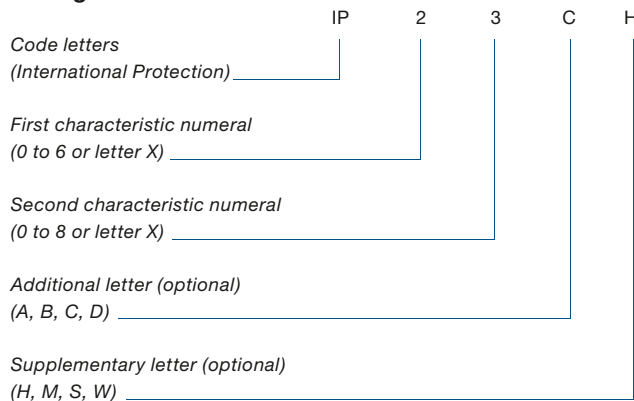 IP 2 3 C H
Code letters
(International Protection)
First characteristic numeral
(0 to 6 or letter X)
Second characteristic numeral
(0 to 8 or letter X)
Additional letter (optional)
(A, B, C, D)
Supplementary letter (optional)
(H, M, S, W)